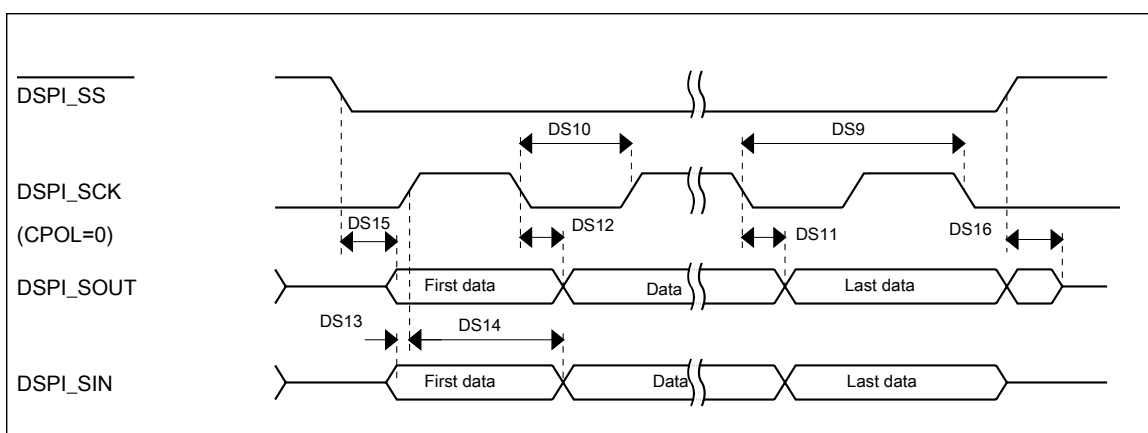 DSPI_SS
DS10
DS9
DSPI_SCK
(CPOL=0)
DS15
DS12
DS11
DS16
DSPI_SOUT
First data
Data
Last data
DS13
DS14
DSPI_SIN
First data
Data
Last data